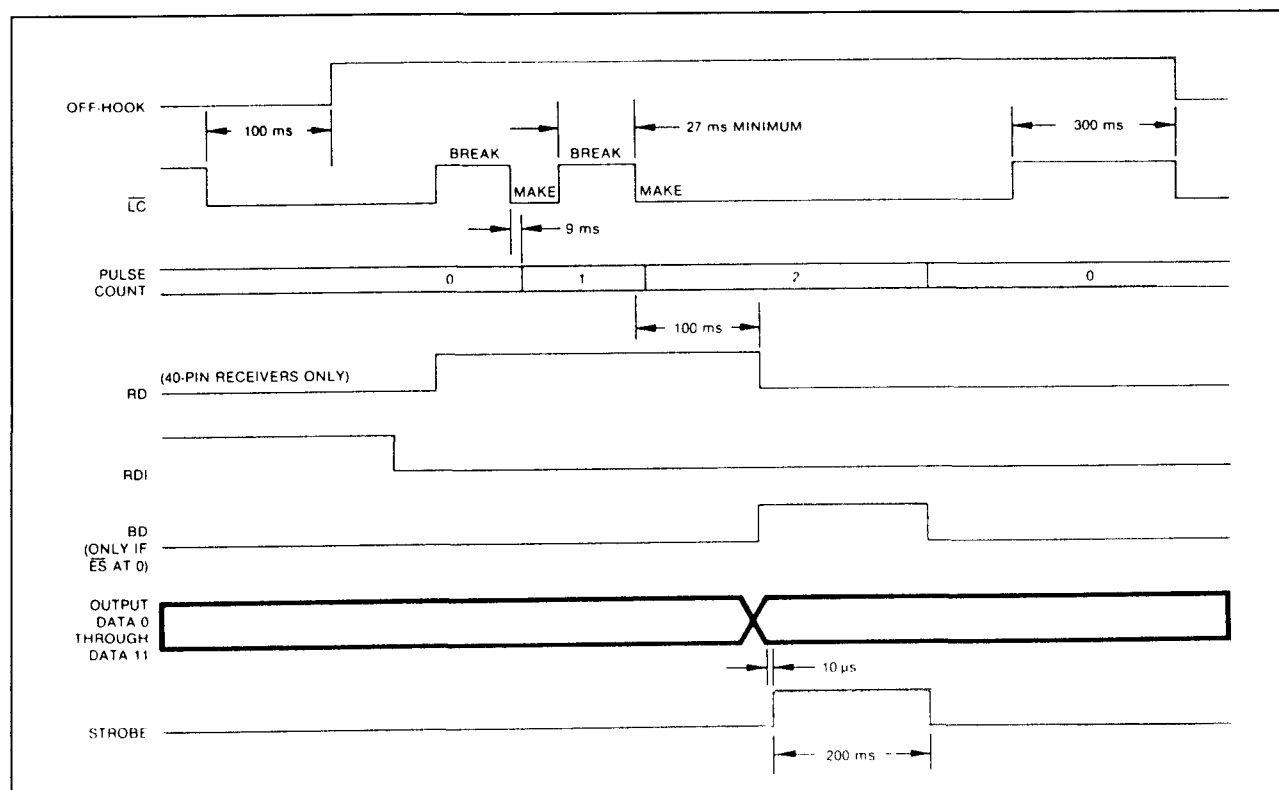 OFF-HOOK
100 ms
27 ms MINIMUM
300 ms
BREAK
BREAK
MAKE
MAKE
LC
9 ms
PULSE
COUNT
0
1
2
0
100 ms
(40-PIN RECEIVERS ONLY)
RD
RDI
BD
(ONLY IF
ES AT 0)
OUTPUT
DATA 0
THROUGH
DATA 11
10 μs
STROBE
200 ms